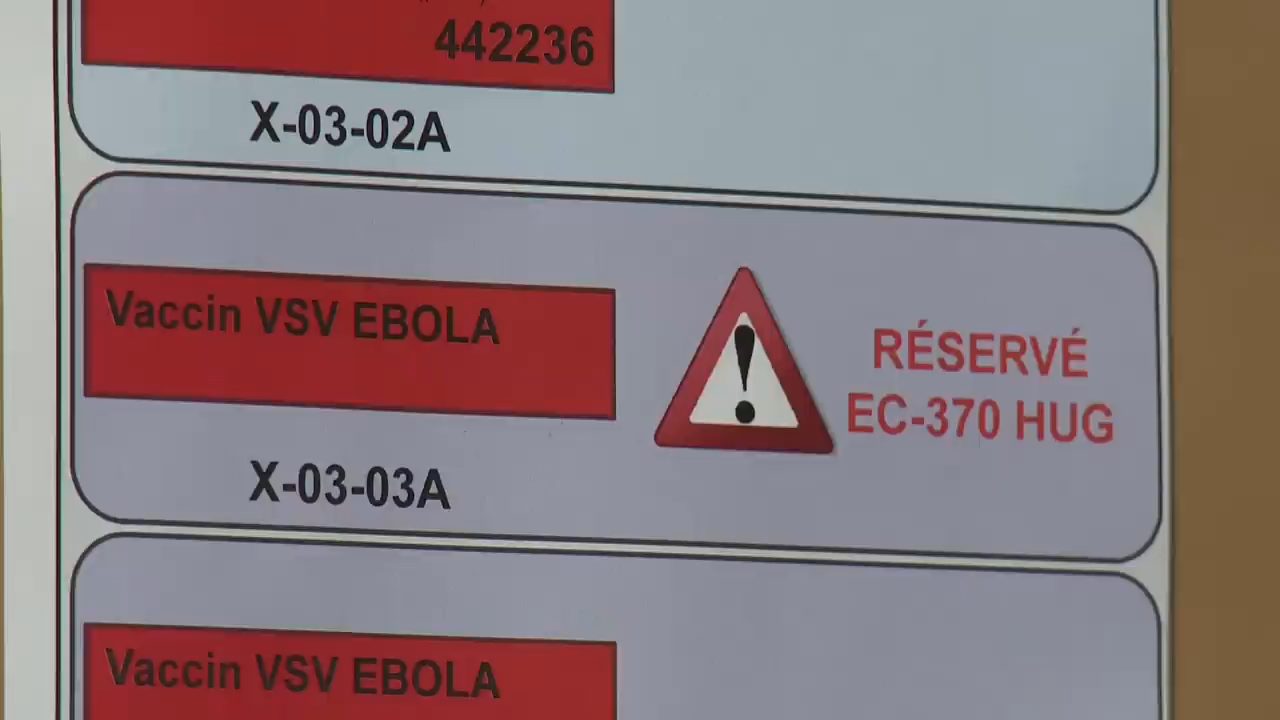 442236
X-03-02A
Vaccin VSV EBOLA
RÉSERVÉ
EC-370 HUG
X-03-03A
Vaccin VSV EBOLA